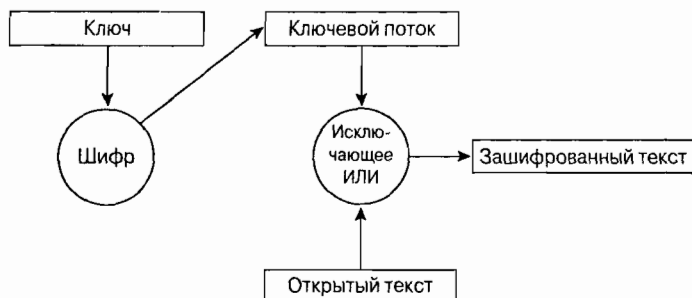 Ключ
Ключевой поток
Шифр
Исклю-
чающее
ИЛИ
Зашифрованный текст
Открытый текст